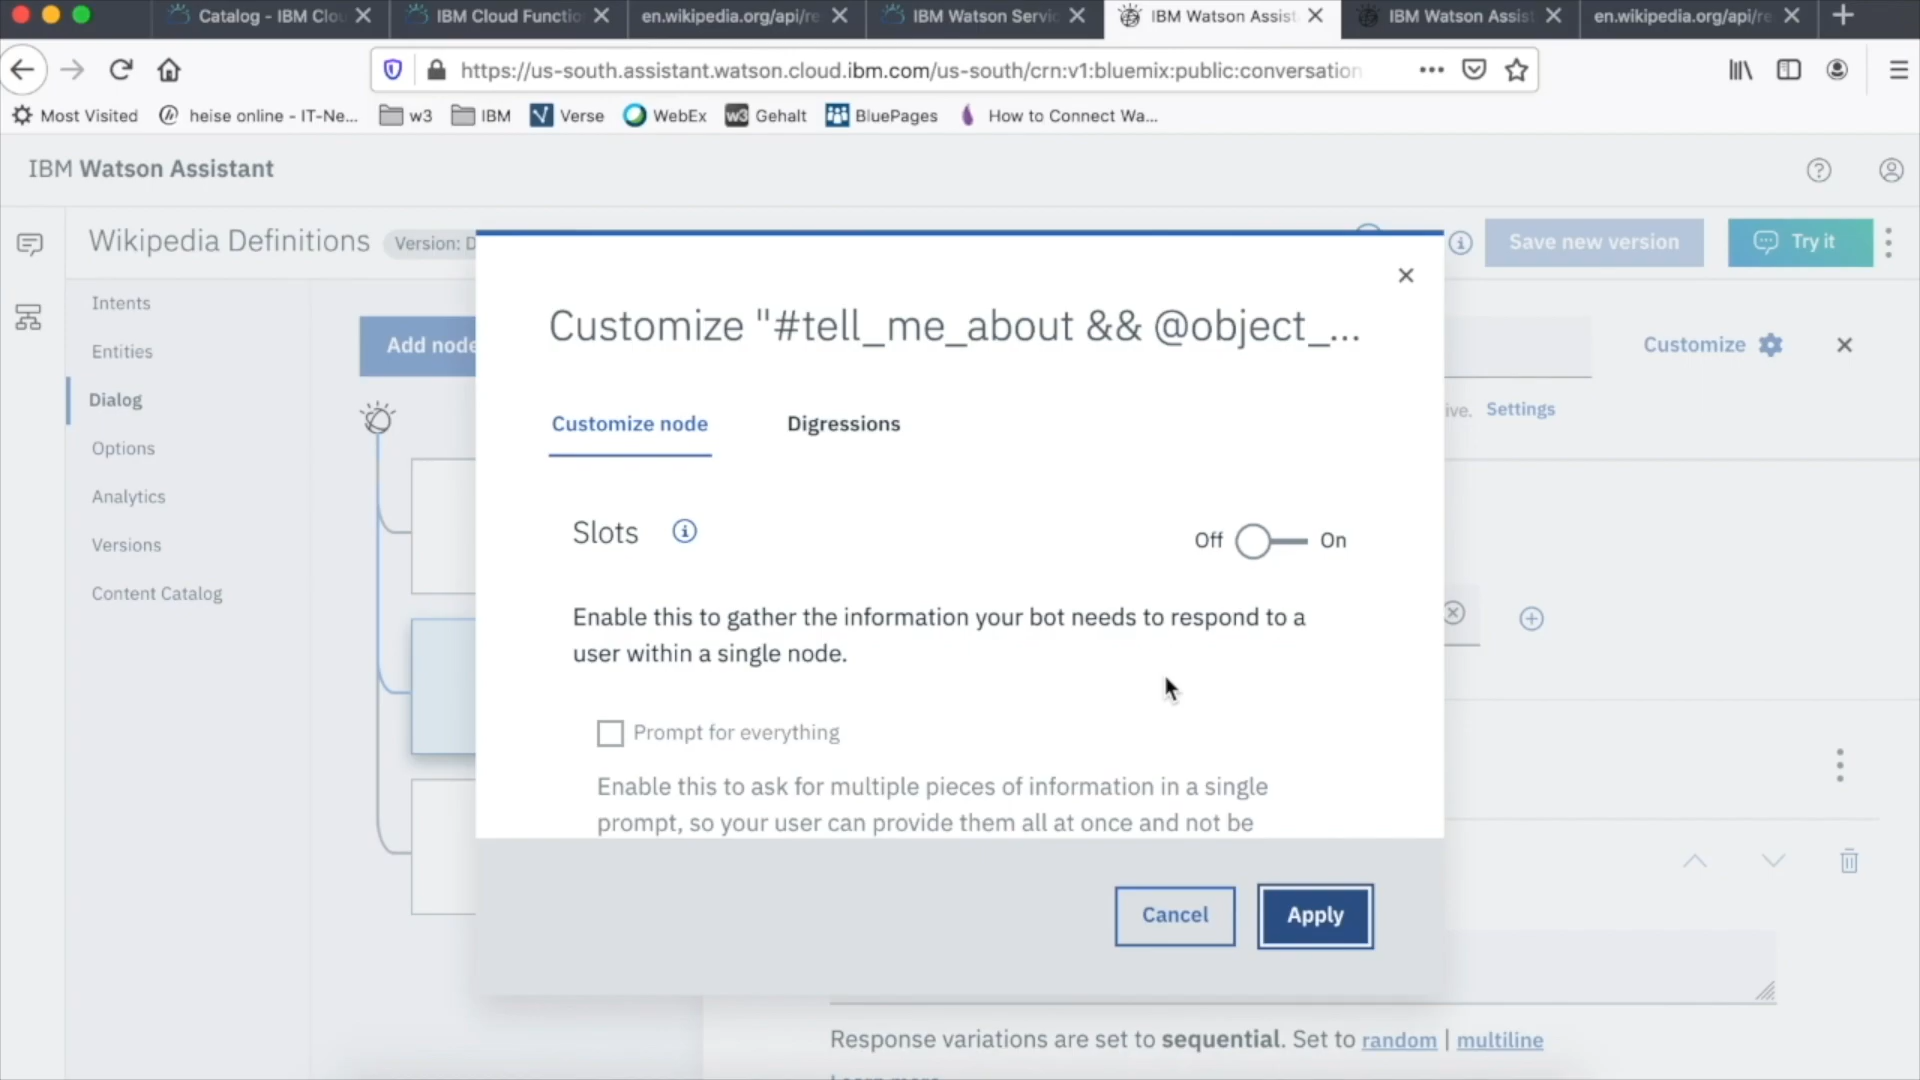 Catalog - IBM Clo
IBM Cloud Functio
en.wikipedia.org/api/re
IBM Watson Servi
IBM Watson Assist
IBM Watson Assist
en.wikipedia.org/api/re
https://us-south.assistant.watson.cloud.ibm.com/us-south/crn:v1:bluemix:public:conversation
Most Visited
heise online - IT-Ne...
w3
IBM
Verse
WebEx
w3 Gehalt
BluePages
How to Connect Wa...
IBM Watson Assistant
Wikipedia Definitions
Version: D
Save new version
Try it
Intents
Entities
Dialog
Options
Analytics
Versions
Content Catalog
Add node
Customize
ive. Settings
Customize "#tell_me_about && @object_...
Customize node
Digressions
Slots
Off
On
Enable this to gather the information your bot needs to respond to a
user within a single node.
Prompt for everything
Enable this to ask for multiple pieces of information in a single
prompt, so your user can provide them all at once and not be
Cancel
Apply
Response variations are set to sequential. Set to random | multiline